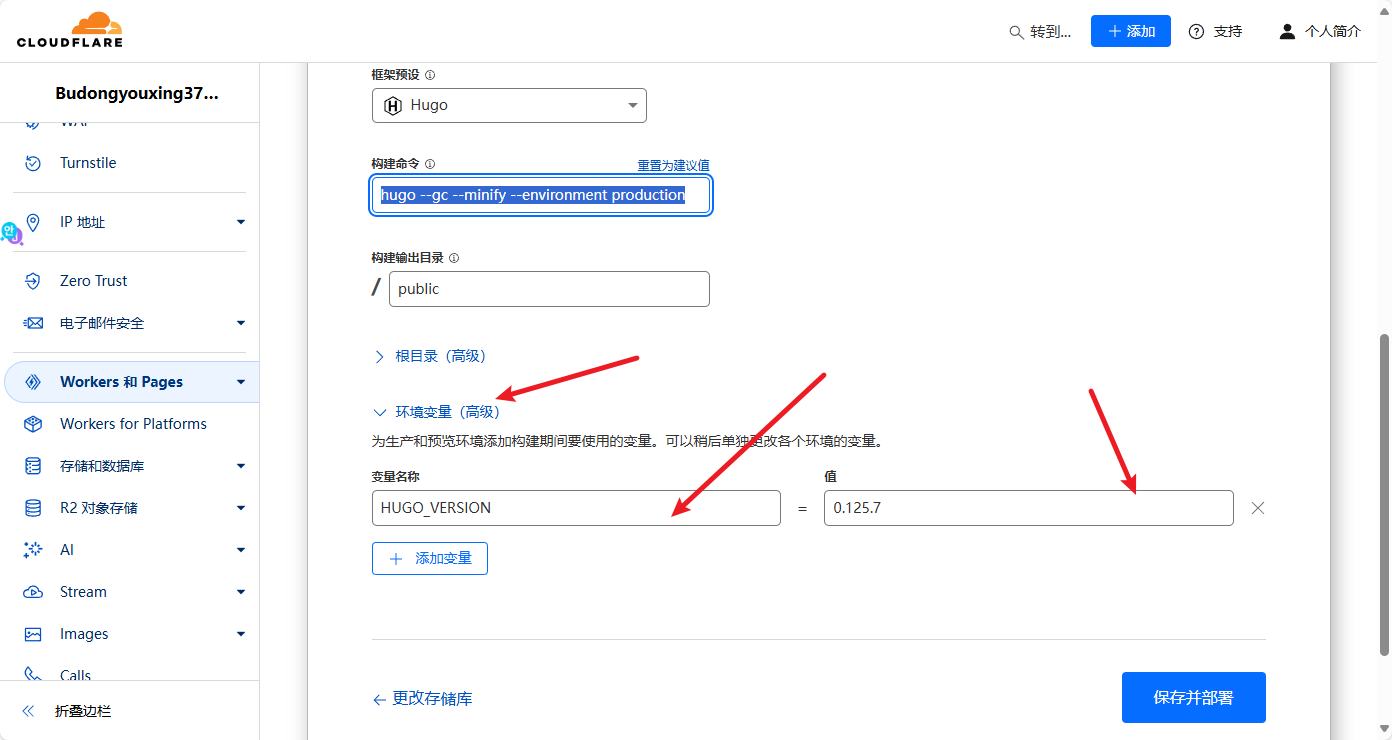 CLOUDFLARE
转到...
添加
支持
个人简介
Budongyouxing37...
WAF
Turnstile
IP 地址
Zero Trust
电子邮件安全
Workers 和 Pages
Workers for Platforms
存储和数据库
R2 对象存储
AI
Stream
Images
Calls
折叠边栏
框架预设
Hugo
构建命令
重置为建议值
hugo --gc --minify --environment production
构建输出目录
/ public
根目录（高级）
环境变量（高级）
为生产和预览环境添加构建期间要使用的变量。可以稍后单独更改各个环境的变量。
变量名称 值
HUGO_VERSION = 0.125.7
添加变量
更改存储库
保存并部署